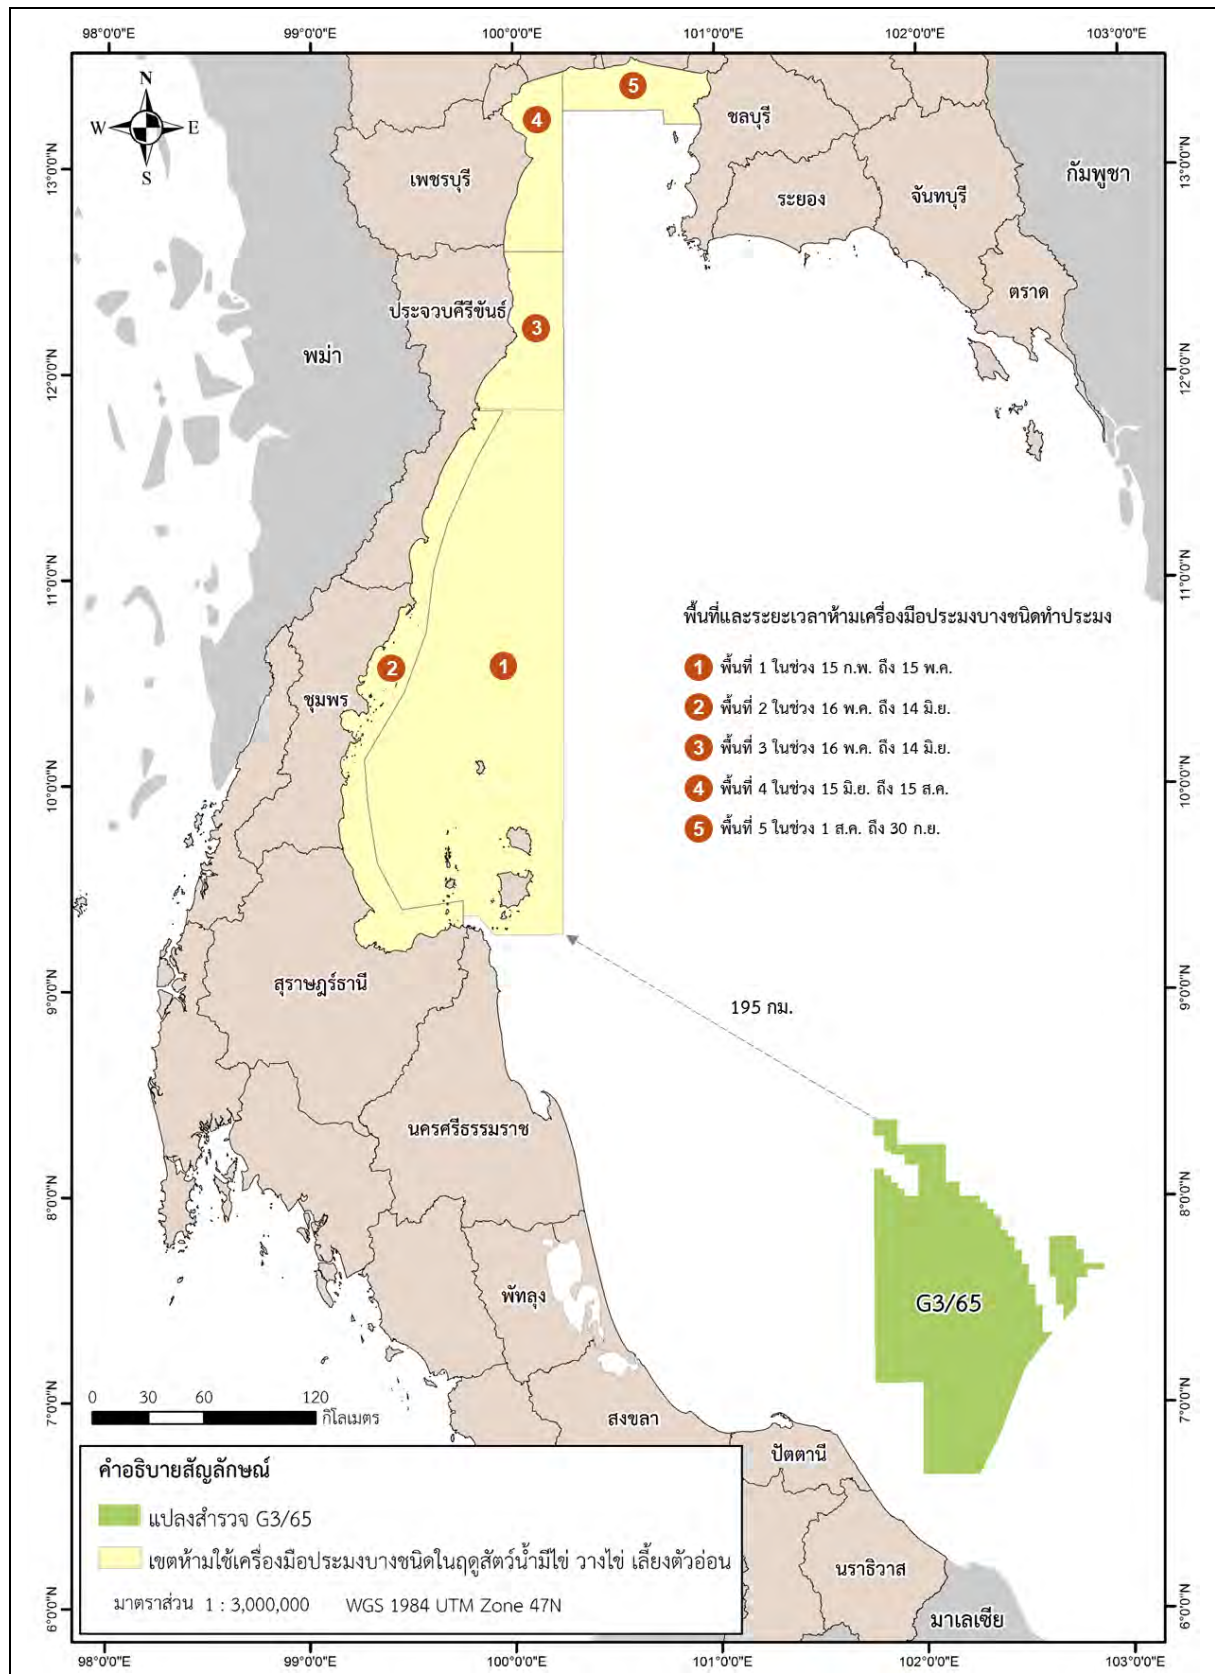 98°0'0"E 99°0'0"E 100°0'0"E 101°0'0"E 102°0'0"E 103°0'0"E
N
W E
S
5
4
ชลบุรี
13°0'0"N 13°0'0"N
เพชรบุรี
กัมพูชา
ระยอง
จันทบุรี
ตราด
ประจวบคีรีขันธ์
3
พม่า
12°0'0"N 12°0'0"N
11°0'0"N 11°0'0"N
พื้นที่และระยะเวลาห้ามเครื่องมือประมงบางชนิดทำประมง
2
1
1 พื้นที่ 1 ในช่วง 15 ก.พ. ถึง 15 พ.ค.
ชุมพร
2 พื้นที่ 2 ในช่วง 16 พ.ค. ถึง 14 มิ.ย.
3 พื้นที่ 3 ในช่วง 16 พ.ค. ถึง 14 มิ.ย.
10°0'0"N 10°0'0"N
4 พื้นที่ 4 ในช่วง 15 มิ.ย. ถึง 15 ส.ค.
5 พื้นที่ 5 ในช่วง 1 ส.ค. ถึง 30 ก.ย.
สุราษฎร์ธานี
9°0'0"N 9°0'0"N
195 กม.
นครศรีธรรมราช
8°0'0"N 8°0'0"N
พัทลุง
G3/65
0 30 60 120
กิโลเมตร
7°0'0"N 7°0'0"N
สงขลา
ปัตตานี
คำอธิบายสัญลักษณ์
แปลงสำรวจ G3/65
เขตห้ามใช้เครื่องมือประมงบางชนิดในฤดูสัตว์น้ำมีไข่ วางไข่ เลี้ยงตัวอ่อน
นราธิวาส
มาตราส่วน 1 : 3,000,000 WGS 1984 UTM Zone 47N
6°0'0"N 6°0'0"N
มาเลเซีย
98°0'0"E 99°0'0"E 100°0'0"E 101°0'0"E 102°0'0"E 103°0'0"E